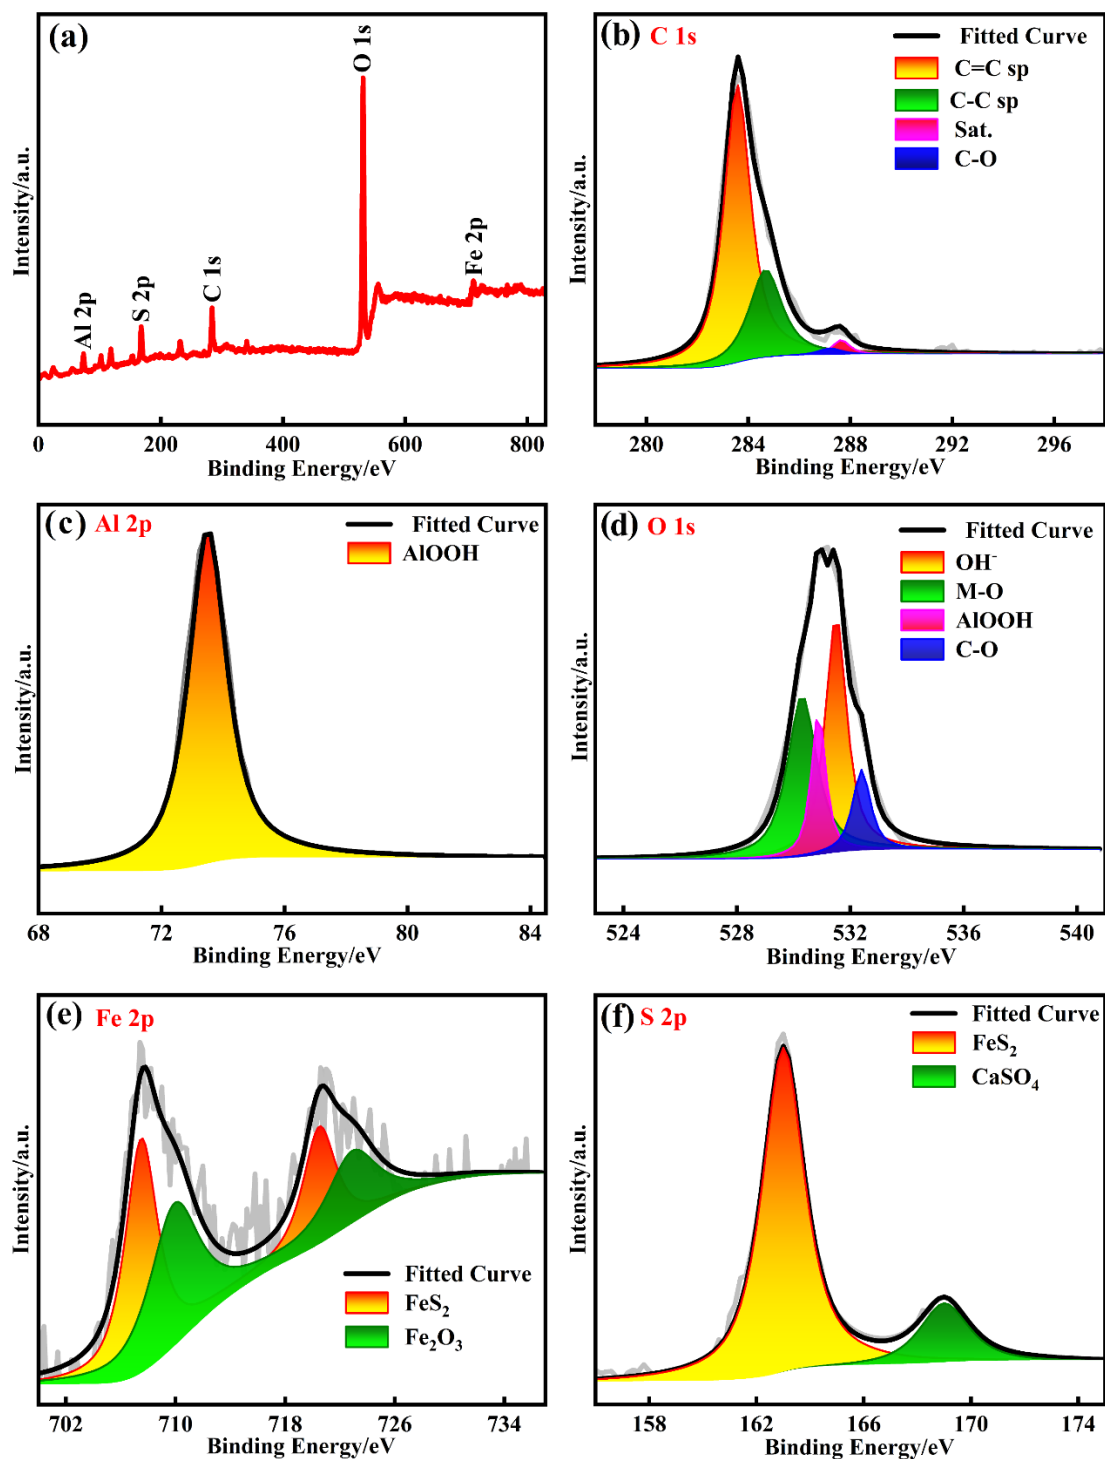 (a)
O 1s
Fe 2p
C 1s
S 2p
Al 2p
Intensity/a.u.
0 200 400 600 800
Binding Energy/eV
(b) C 1s
Fitted Curve
C=C sp
C-C sp
Sat.
C-O
Intensity/a.u.
280 284 288 292 296
Binding Energy/eV
(c) Al 2p
Fitted Curve
AlOOH
Intensity/a.u.
68 72 76 80 84
Binding Energy/eV
(d) O 1s
Fitted Curve
OH⁻
M-O
AlOOH
C-O
Intensity/a.u.
524 528 532 536 540
Binding Energy/eV
(e) Fe 2p
Fitted Curve
FeS₂
Fe₂O₃
Intensity/a.u.
702 710 718 726 734
Binding Energy/eV
(f) S 2p
Fitted Curve
FeS₂
CaSO₄
Intensity/a.u.
158 162 166 170 174
Binding Energy/eV